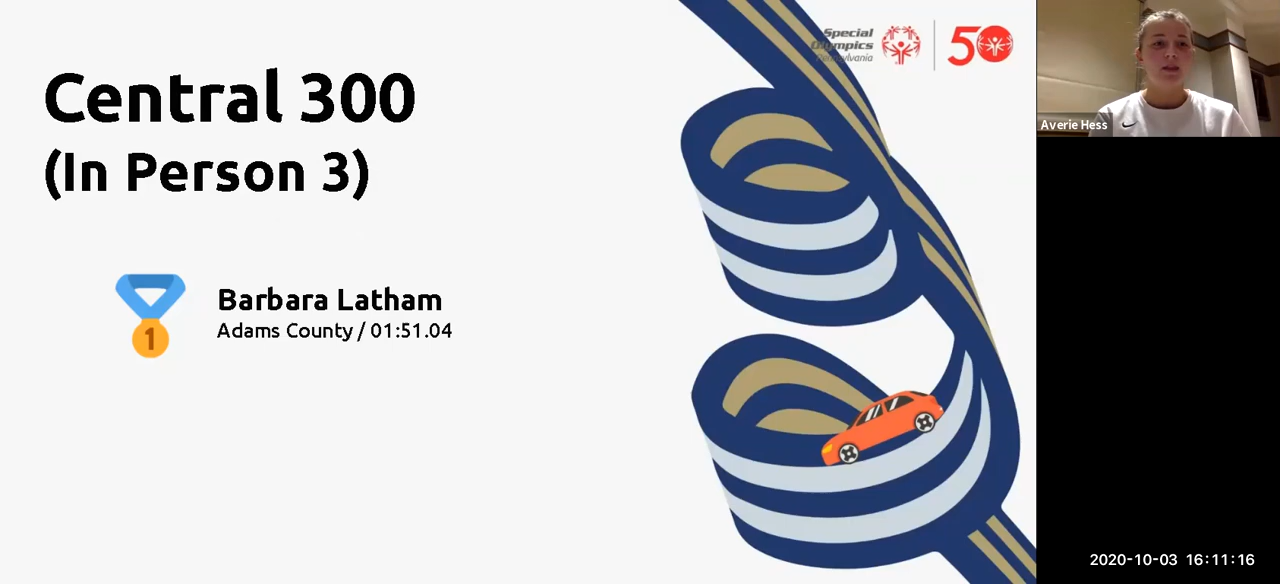 Central 300
(In Person 3)
Barbara Latham
Adams County / 01:51.04
1
Special
Olympics
Pennsylvania
50
Averie Hess
2020-10-03 16:11:16